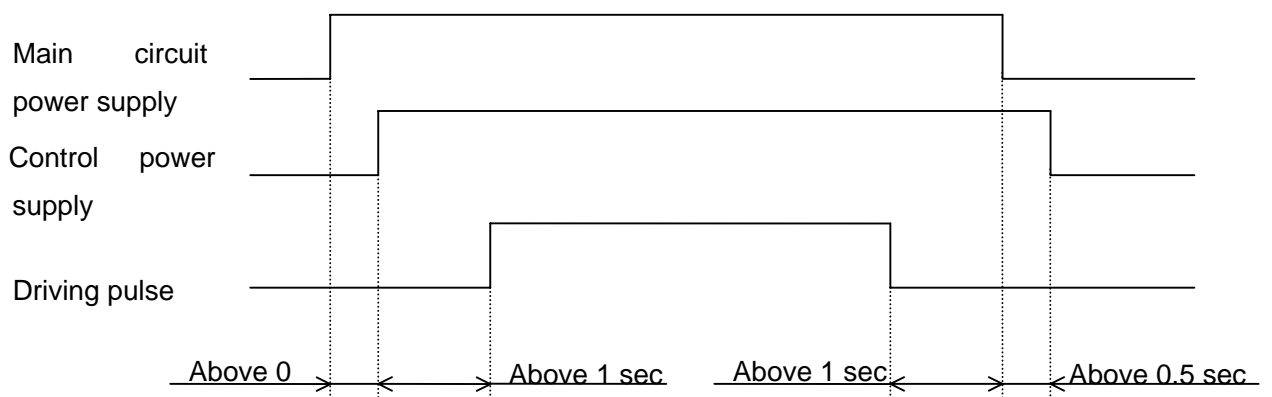 Main circuit
power supply
Control power
supply
Driving pulse
Above 0
Above 1 sec
Above 1 sec
Above 0.5 sec